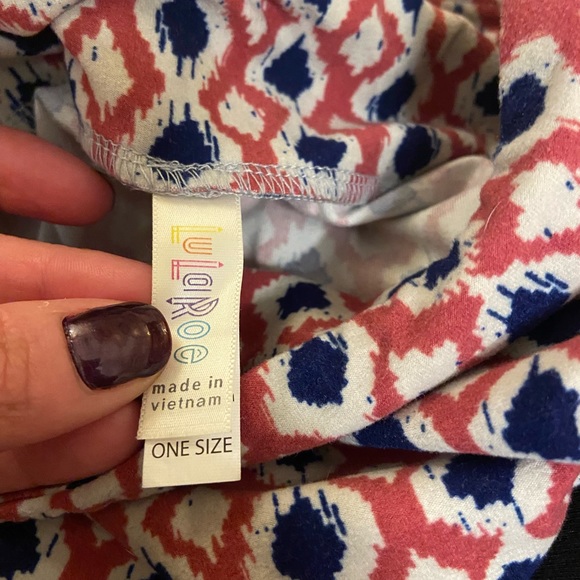 LuLaRoe
made in
vietnam
ONE SIZE